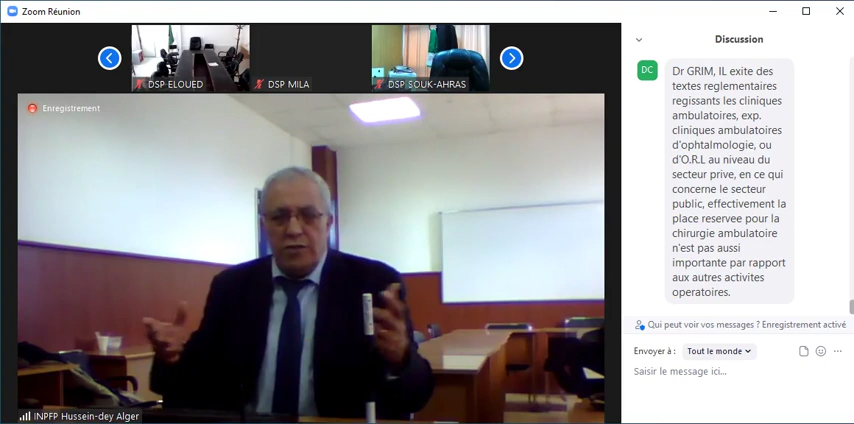 Zoom Réunion
DSP ELOUED
DSP MILA
DSP SOUK-AHRAS
Enregistrement
INPFP Hussein-dey Alger
Discussion
DC
Dr GRIM, IL exite des
textes reglementaires
regissants les cliniques
ambulatoires, exp.
cliniques ambulatoires
d'ophtalmologie, ou
d'O.R.L au niveau du
secteur prive, en ce qui
concerne le secteur
public, effectivement la
place reservee pour la
chirurgie ambulatoire
n'est pas aussi
importante par rapport
aux autres activites
operatoires.
Qui peut voir vos messages ? Enregistrement activé
Envoyer à : Tout le monde
Saisir le message ici...